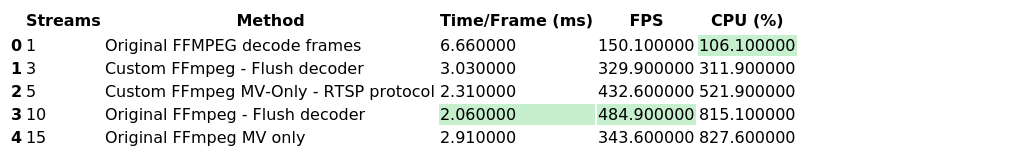 Streams Method Time/Frame (ms) FPS CPU (%)
0 1 Original FFMPEG decode frames 6.660000 150.100000 106.100000
1 3 Custom FFmpeg - Flush decoder 3.030000 329.900000 311.900000
2 5 Custom FFmpeg MV-Only - RTSP protocol 2.310000 432.600000 521.900000
3 10 Original FFmpeg - Flush decoder 2.060000 484.900000 815.100000
4 15 Original FFmpeg MV only 2.910000 343.600000 827.600000